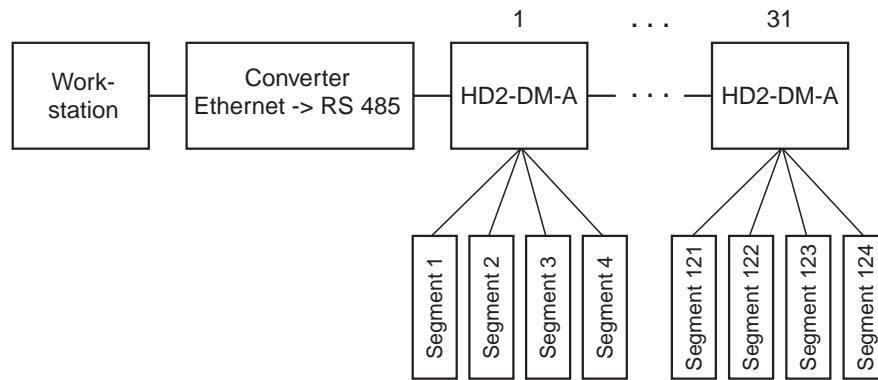 1 . . . 31
Work-
station
Converter
Ethernet -> RS 485
HD2-DM-A
. . .
HD2-DM-A
Segment 1
Segment 2
Segment 3
Segment 4
Segment 121
Segment 122
Segment 123
Segment 124